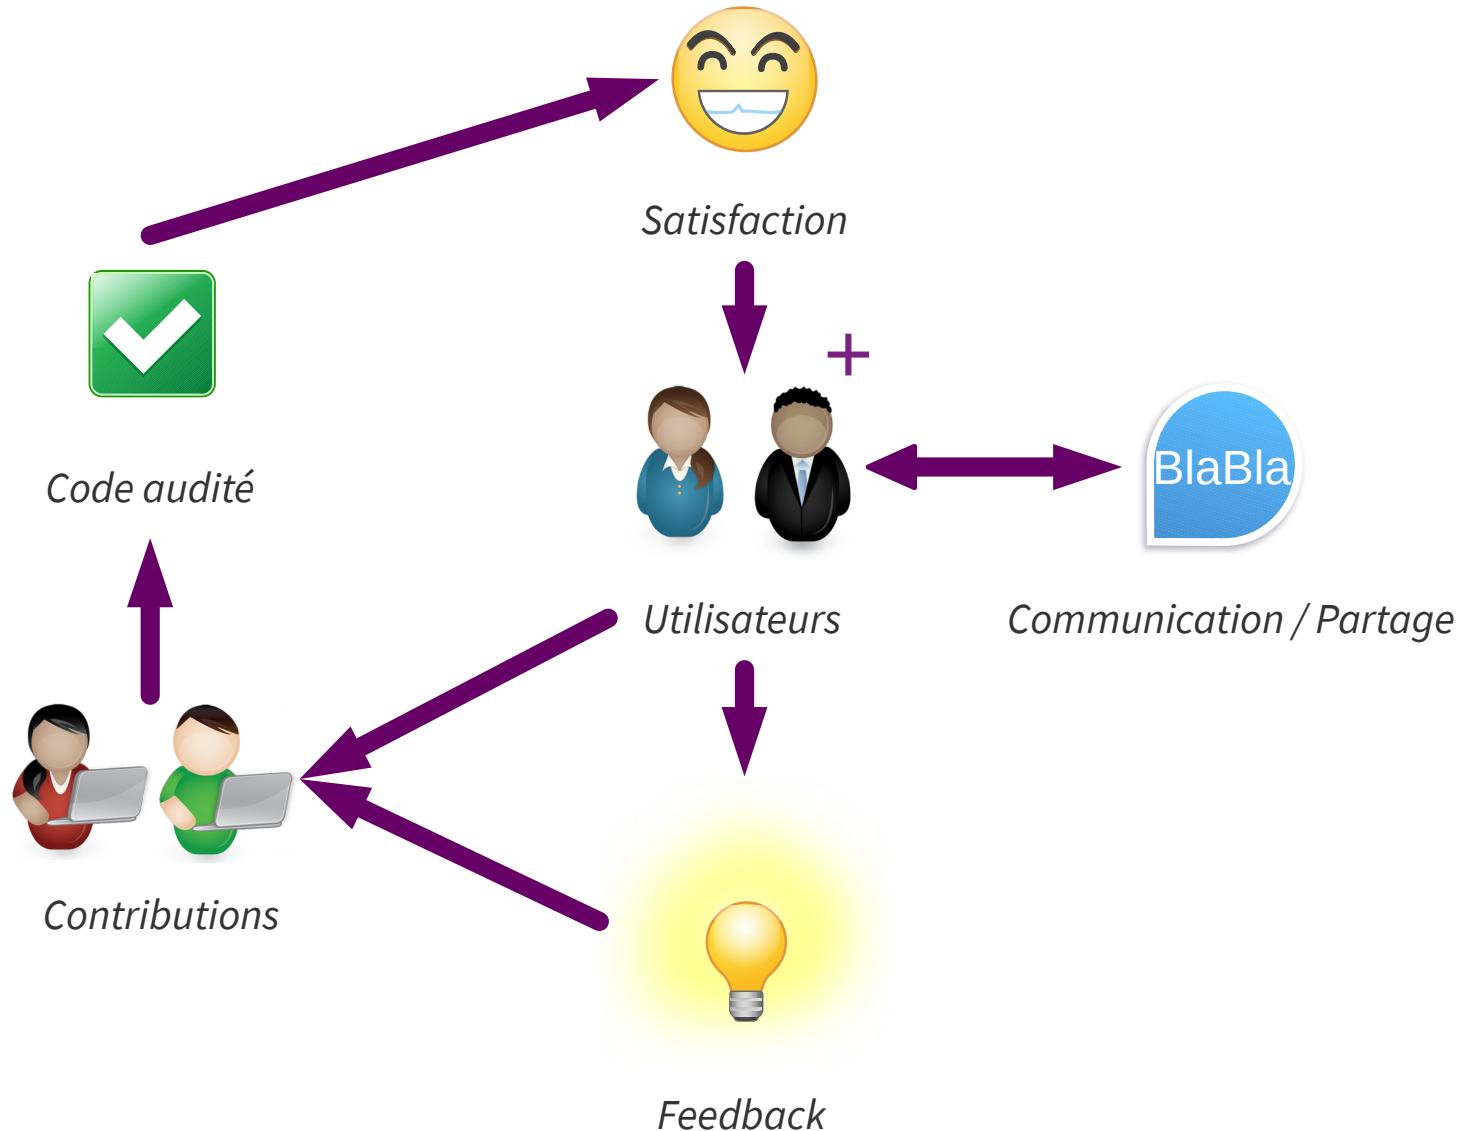 Satisfaction
+
Code audité
BlaBla
Utilisateurs
Communication / Partage
Contributions
Feedback